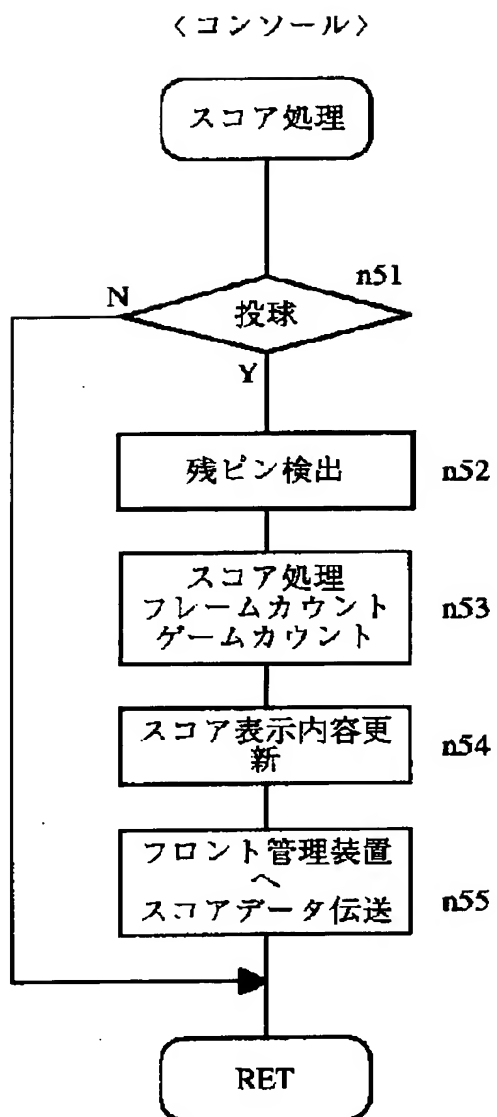 〈コンソール〉
スコア処理
n51
N
投球
Y
残ピン検出
n52
スコア処理
フレームカウント
ゲームカウント
n53
スコア表示内容更
新
n54
フロント管理装置
へ
スコアデータ伝送
n55
RET